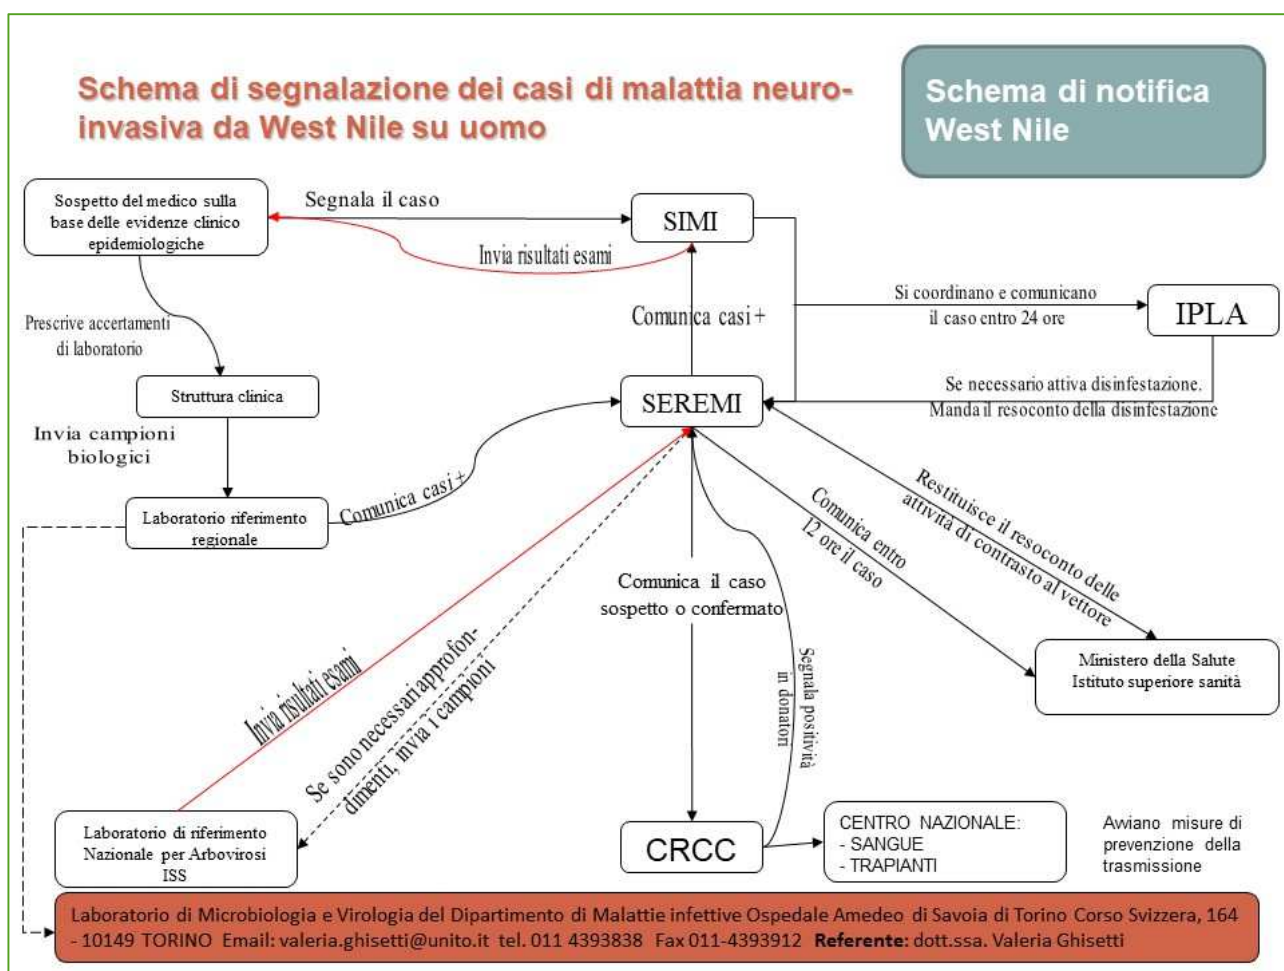 Schema di segnalazione dei casi di malattia neuro-
invasiva da West Nile su uomo
Schema di notifica
West Nile
Sospetto del medico sulla
base delle evidenze clinico
epidemiologiche
Segnala il caso
SIMI
Invia risultati esami
Prescrive accertamenti
di laboratorio
Comunica casi +
Si coordinano e comunicano
il caso entro 24 ore
IPLA
Struttura clinica
SEREMI
Se necessario attiva disinfestazione.
Manda il resoconto della disinfestazione
Invia campioni
biologici
Laboratorio riferimento
regionale
Comunica casi +
Comunica entro
12 ore il caso
Restituisce il resoconto delle
attività di contrasto al vettore
Comunica il caso
sospetto o confermato
Segnala positività
in donatori
Ministero della Salute
Istituto superiore sanità
Invia risultati esami
Se sono necessari approfon-
dimenti, invia i campioni
Laboratorio di riferimento
Nazionale per Arbovirosi
ISS
CRCC
CENTRO NAZIONALE:
- SANGUE
- TRAPIANTI
Avviano misure di
prevenzione della
trasmissione
Laboratorio di Microbiologia e Virologia del Dipartimento di Malattie infettive Ospedale Amedeo di Savoia di Torino Corso Svizzera, 164
- 10149 TORINO Email: valeria.ghisetti@unito.it tel. 011 4393838 Fax 011-4393912 Referente: dott.ssa. Valeria Ghisetti